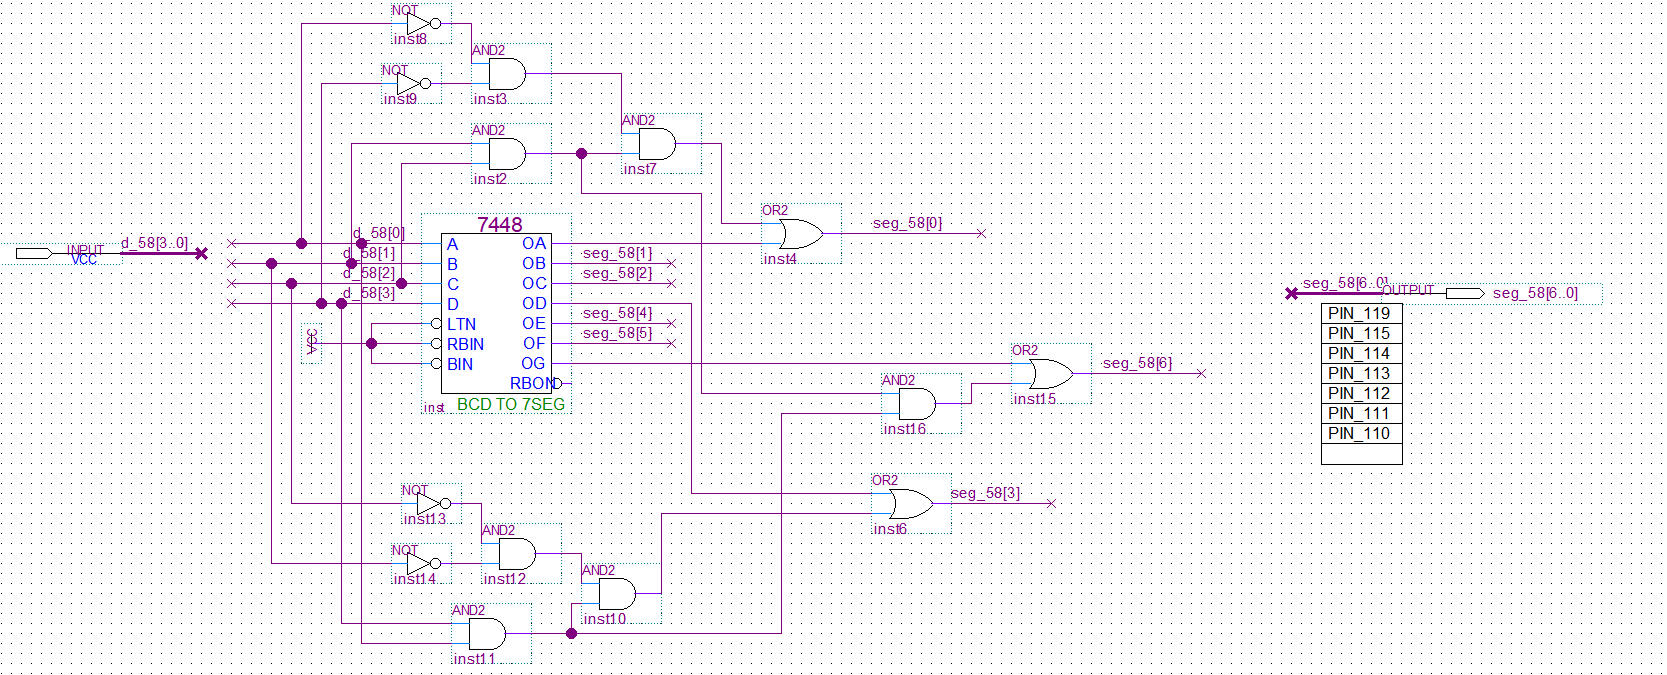 NOT
inst8
AND2
NOT
inst9
inst3
AND2
AND2
inst2
inst7
OR2
7448
seg_58[0]
d_58[0]
INPUT
VCC
d_58[3..0]
A
OA
inst4
d_58[1]
B
OB
seg_58[1]
d_58[2]
C
OC
seg_58[2]
d_58[3]
D
OD
VCC
LTN
OE
seg_58[4]
RBIN
OF
seg_58[5]
BIN
OG
RBON
inst
BCD TO 7SEG
OR2
seg_58[6]
inst15
AND2
inst16
seg_58[6..0]
OUTPUT
seg_58[6..0]
PIN_119
PIN_115
PIN_114
PIN_113
PIN_112
PIN_111
PIN_110
OR2
seg_58[3]
inst6
NOT
inst13
AND2
NOT
inst14
inst12
AND2
inst10
AND2
inst11